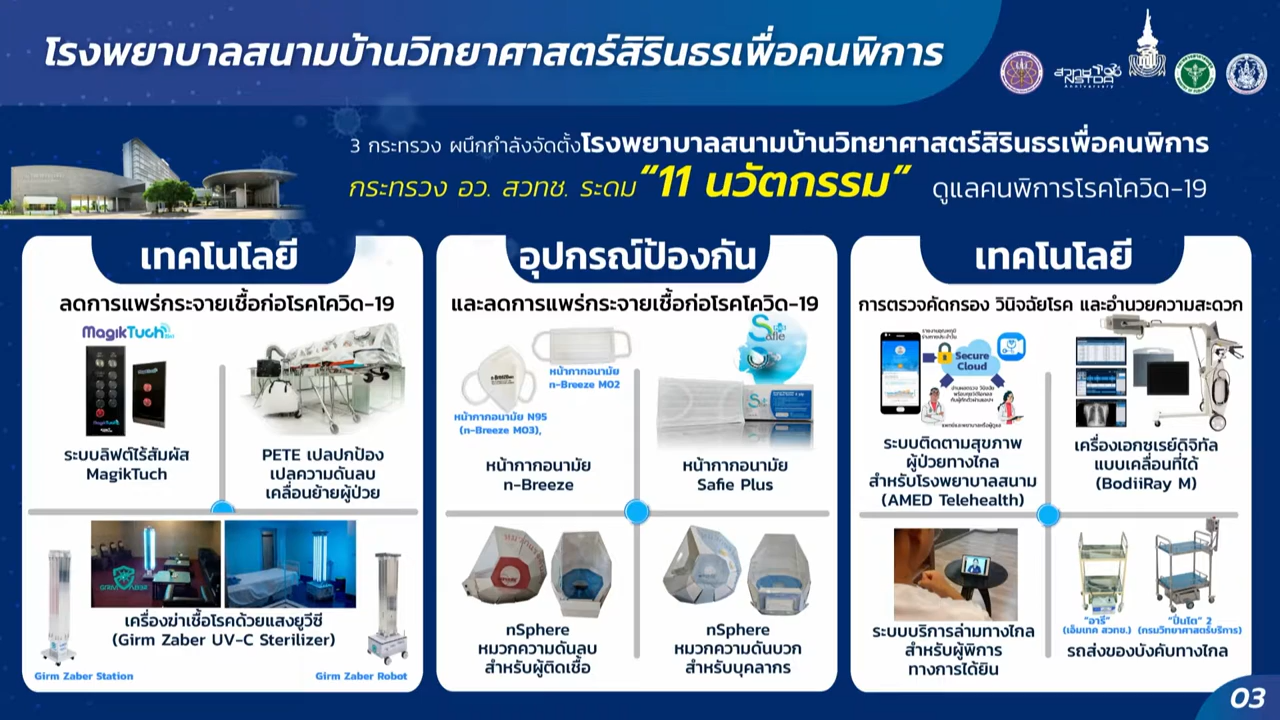 โรงพยาบาลสนามบ้านวิทยาศาสตร์สิรินธรเพื่อคนพิการ
สวทช
NSTDA
Anniversary
3 กระทรวง ผนึกกำลังจัดตั้งโรงพยาบาลสนามบ้านวิทยาศาสตร์สิรินธรเพื่อคนพิการ
กระทรวง อว. สวทช. ระดม “11 นวัตกรรม” ดูแลคนพิการโรคโควิด-19
เทคโนโลยี
ลดการแพร่กระจายเชื้อก่อโรคโควิด-19
MagikTuch
ระบบลิฟต์ไร้สัมผัส
MagikTuch
PETE เปลปกป้อง
เปลความดันลบ
เคลื่อนย้ายผู้ป่วย
เครื่องฆ่าเชื้อโรคด้วยแสงยูวีซี
(Girm Zaber UV-C Sterilizer)
Girm Zaber Station
Girm Zaber Robot
อุปกรณ์ป้องกัน
และลดการแพร่กระจายเชื้อก่อโรคโควิด-19
หน้ากากอนามัย
n-Breeze M02
หน้ากากอนามัย N95
(n-Breeze M03),
หน้ากากอนามัย
n-Breeze
Safie
หน้ากากอนามัย
Safie Plus
nSphere
หมวกความดันลบ
สำหรับผู้ติดเชื้อ
nSphere
หมวกความดันบวก
สำหรับบุคลากร
เทคโนโลยี
การตรวจคัดกรอง วินิจฉัยโรค และอำนวยความสะดวก
Secure
Cloud
ระบบติดตามสุขภาพ
ผู้ป่วยทางไกล
สำหรับโรงพยาบาลสนาม
(AMED Telehealth)
เครื่องเอกซเรย์ดิจิทัล
แบบเคลื่อนที่ได้
(BodiiRay M)
ระบบบริการล่ามทางไกล
สำหรับผู้พิการ
ทางการได้ยิน
“อารี”
(เอ็มเทค สวทช.)
“ปิ่นโต” 2
(กรมวิทยาศาสตร์บริการ)
รถส่งของบังคับทางไกล
03